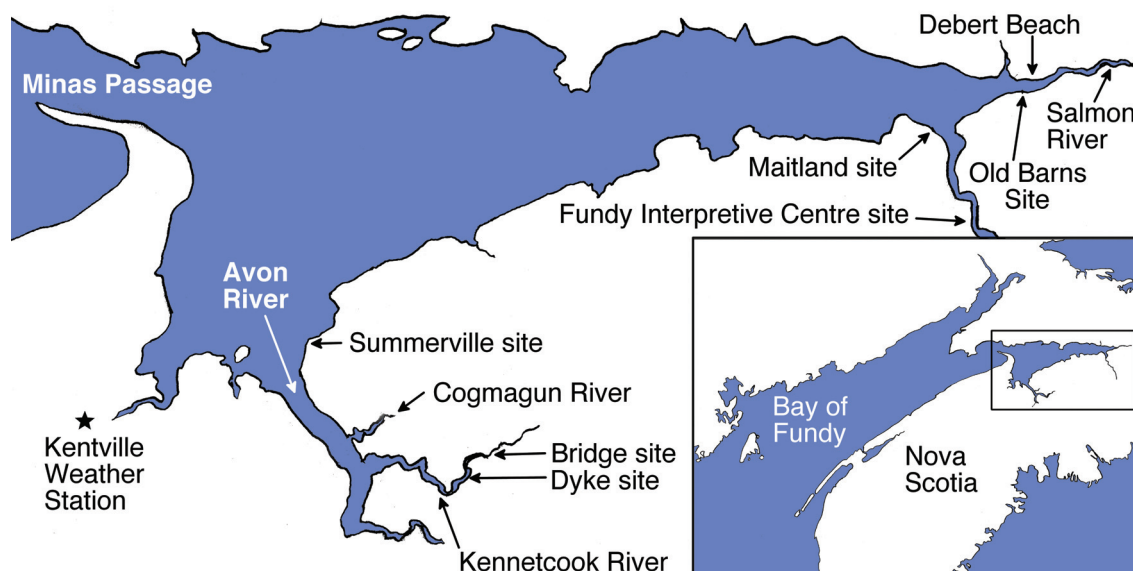 Debert Beach
Minas Passage
Salmon
River
Maitland site
Old Barns
Site
Fundy Interpretive Centre site
Avon
River
Summerville site
Cogmagun River
Kentville
Weather
Station
Bridge site
Dyke site
Kennetcook River
Bay of
Fundy
Nova
Scotia